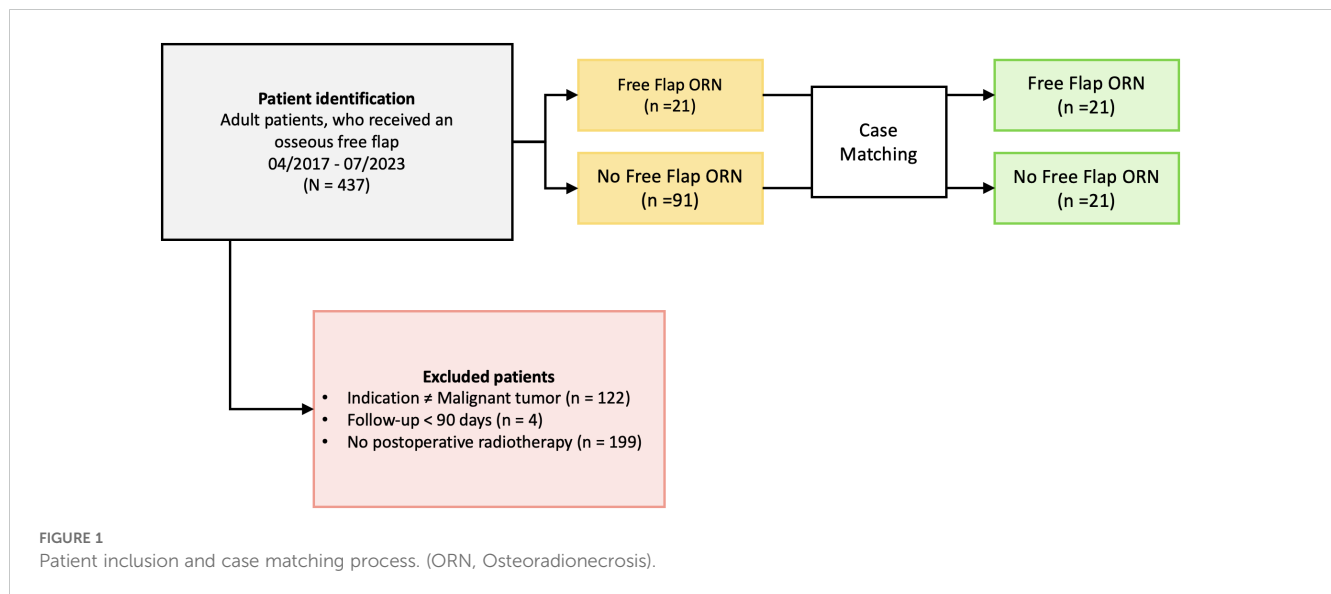 Patient identification
Adult patients, who received an
osseous free flap
04/2017 - 07/2023
(N = 437)
Free Flap ORN
(n =21)
No Free Flap ORN
(n =91)
Case
Matching
Free Flap ORN
(n =21)
No Free Flap ORN
(n =21)
Excluded patients
• Indication ≠ Malignant tumor (n = 122)
• Follow-up < 90 days (n = 4)
• No postoperative radiotherapy (n = 199)
FIGURE 1
Patient inclusion and case matching process. (ORN, Osteoradionecrosis).